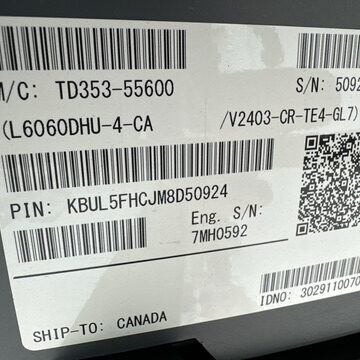 M/C: TD353-55600 S/N: 5092
(L6060DHU-4-CA /V2403-CR-TE4-GL7)
PIN: KBUL5FHCJM8D50924
Eng. S/N:
7MH0592
IDNO: 3029110070
SHIP-TO: CANADA